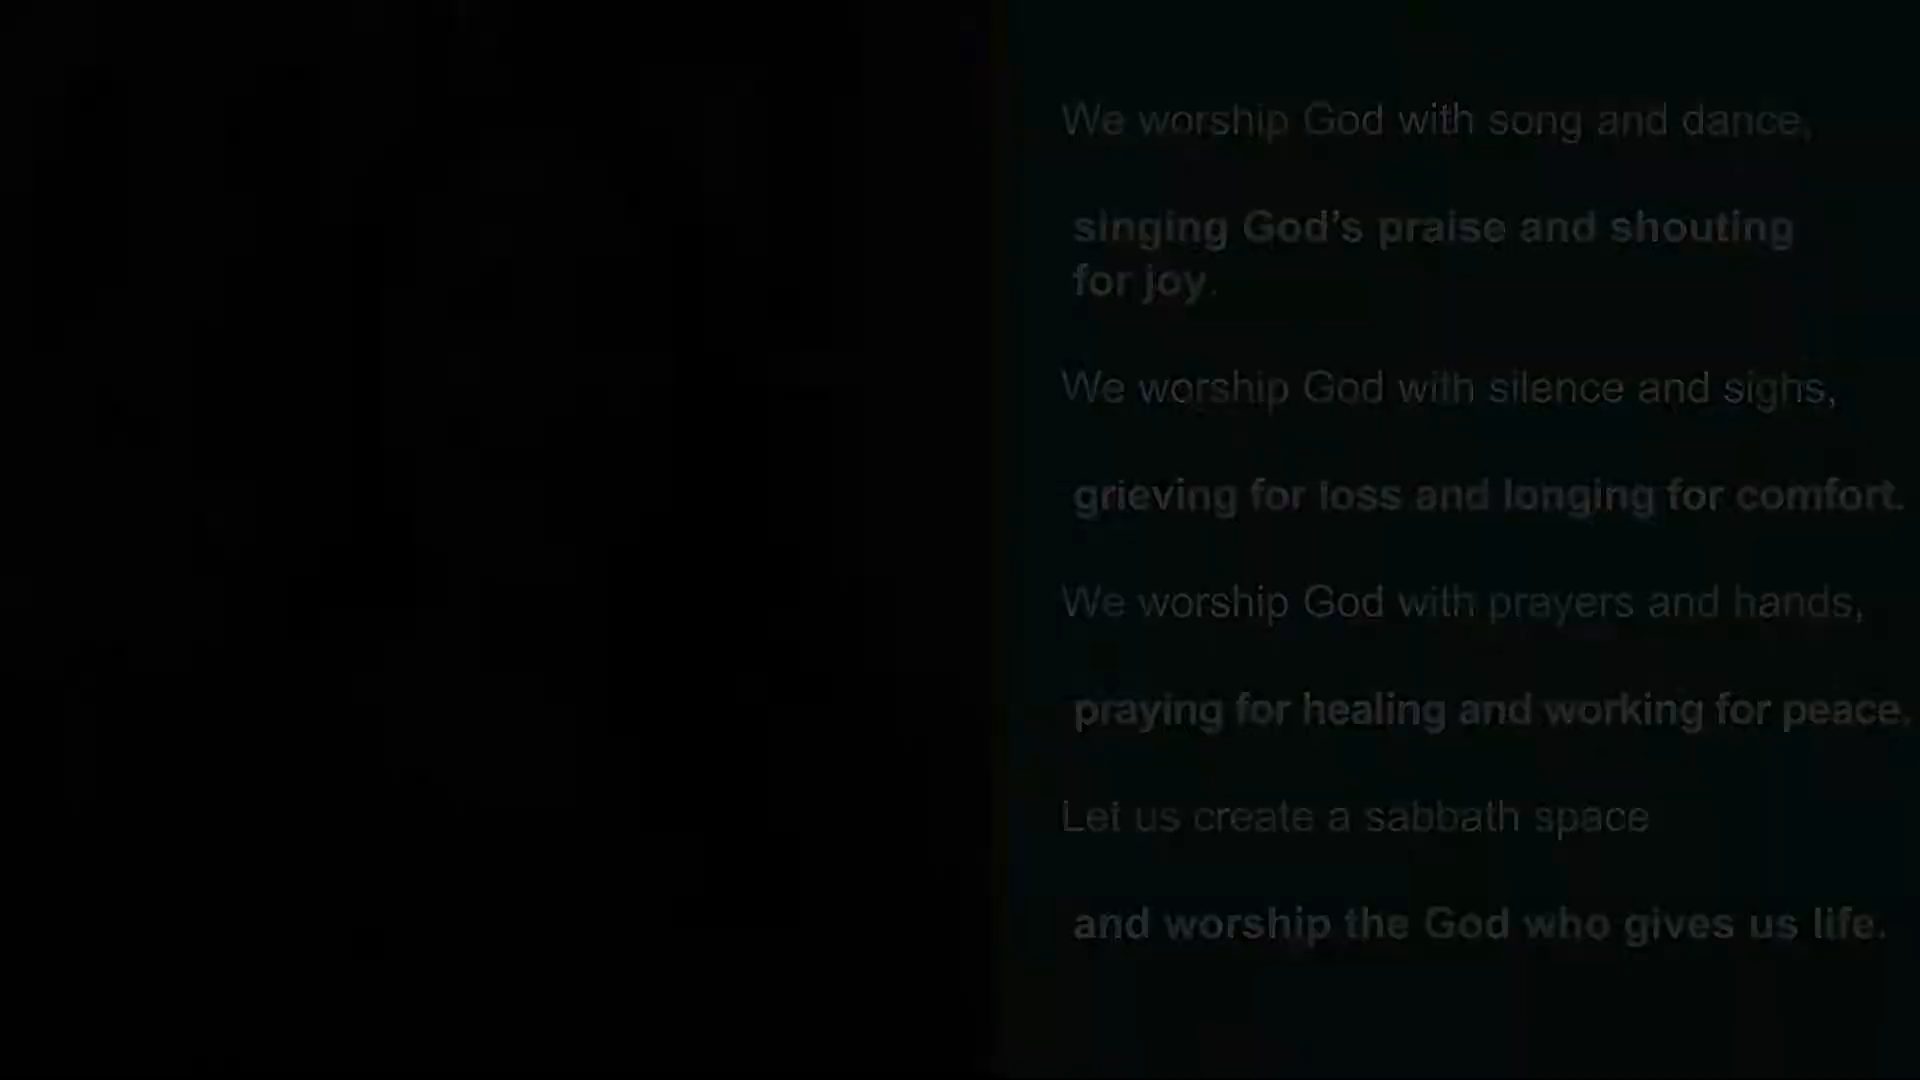 We worship God with song and dance,
singing God’s praise and shouting
for joy.
We worship God with silence and sighs,
grieving for loss and longing for comfort.
We worship God with prayers and hands,
praying for healing and working for peace.
Let us create a sabbath space
and worship the God who gives us life.